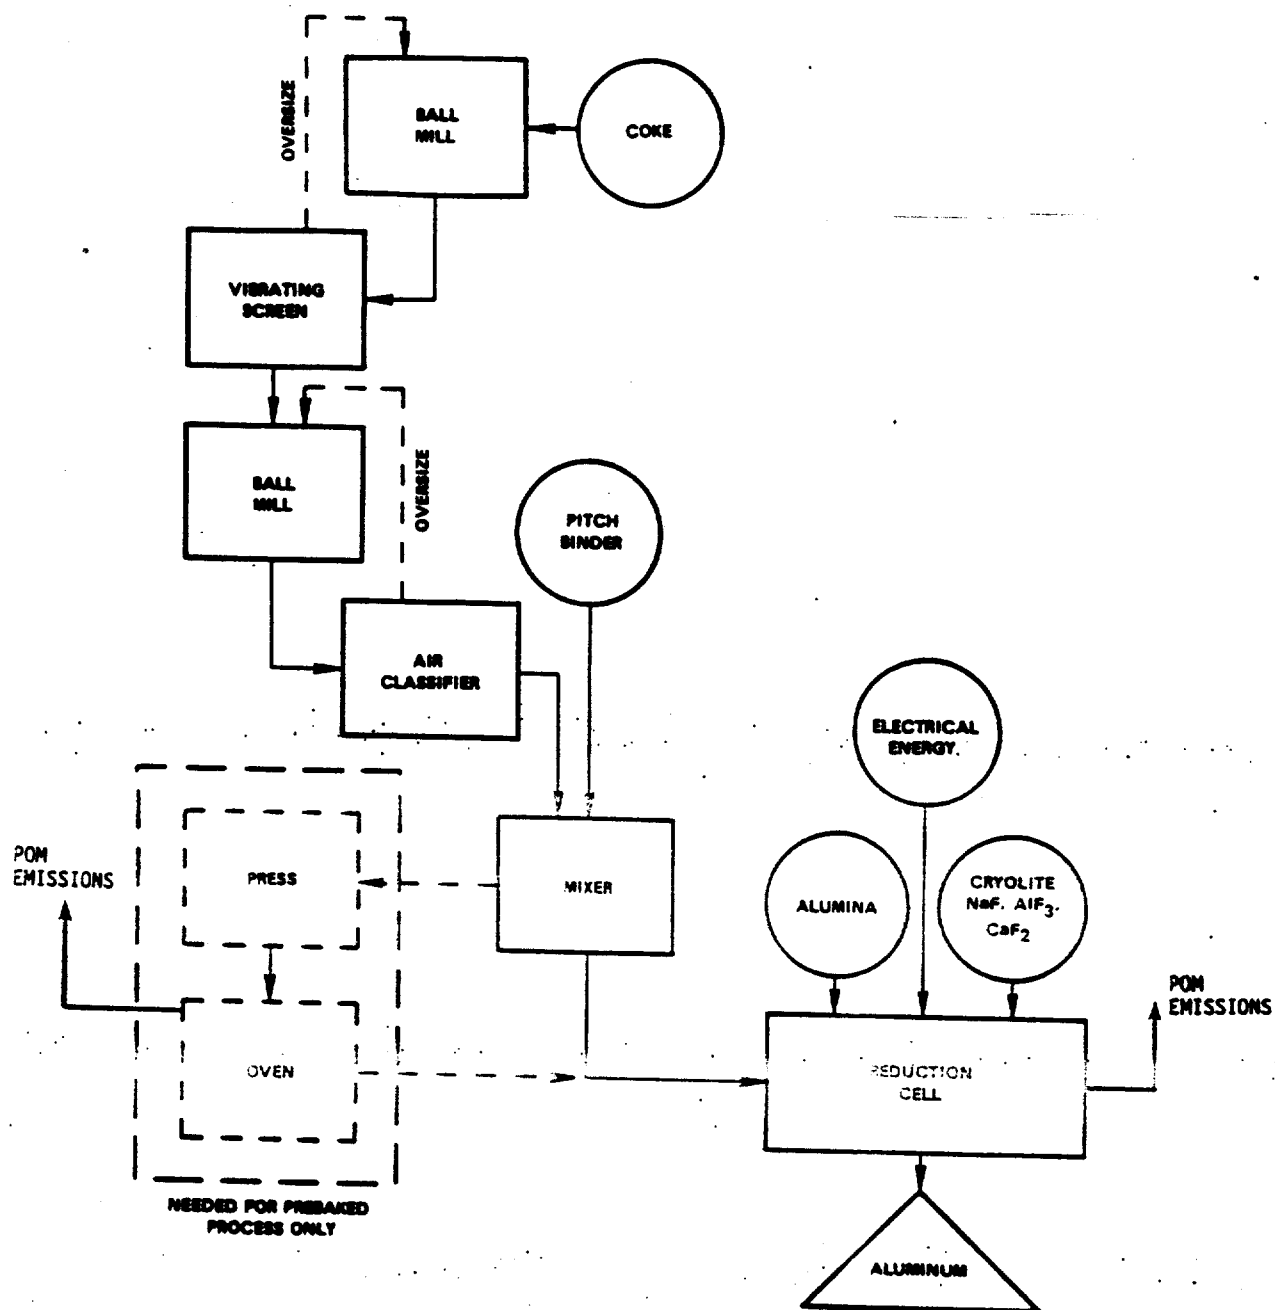 OVERSIZE
BALL
MILL
COKE
VIBRATING
SCREEN
BALL
MILL
OVERSIZE
PITCH
BINDER
AIR
CLASSIFIER
ELECTRICAL
ENERGY.
POM
EMISSIONS
PRESS
MIXER
ALUMINA
CRYOLITE
NaF. AlF3.
CaF2
POM
EMISSIONS
OVEN
REDUCTION
CELL
NEEDED FOR PREBAKED
PROCESS ONLY
ALUMINUM